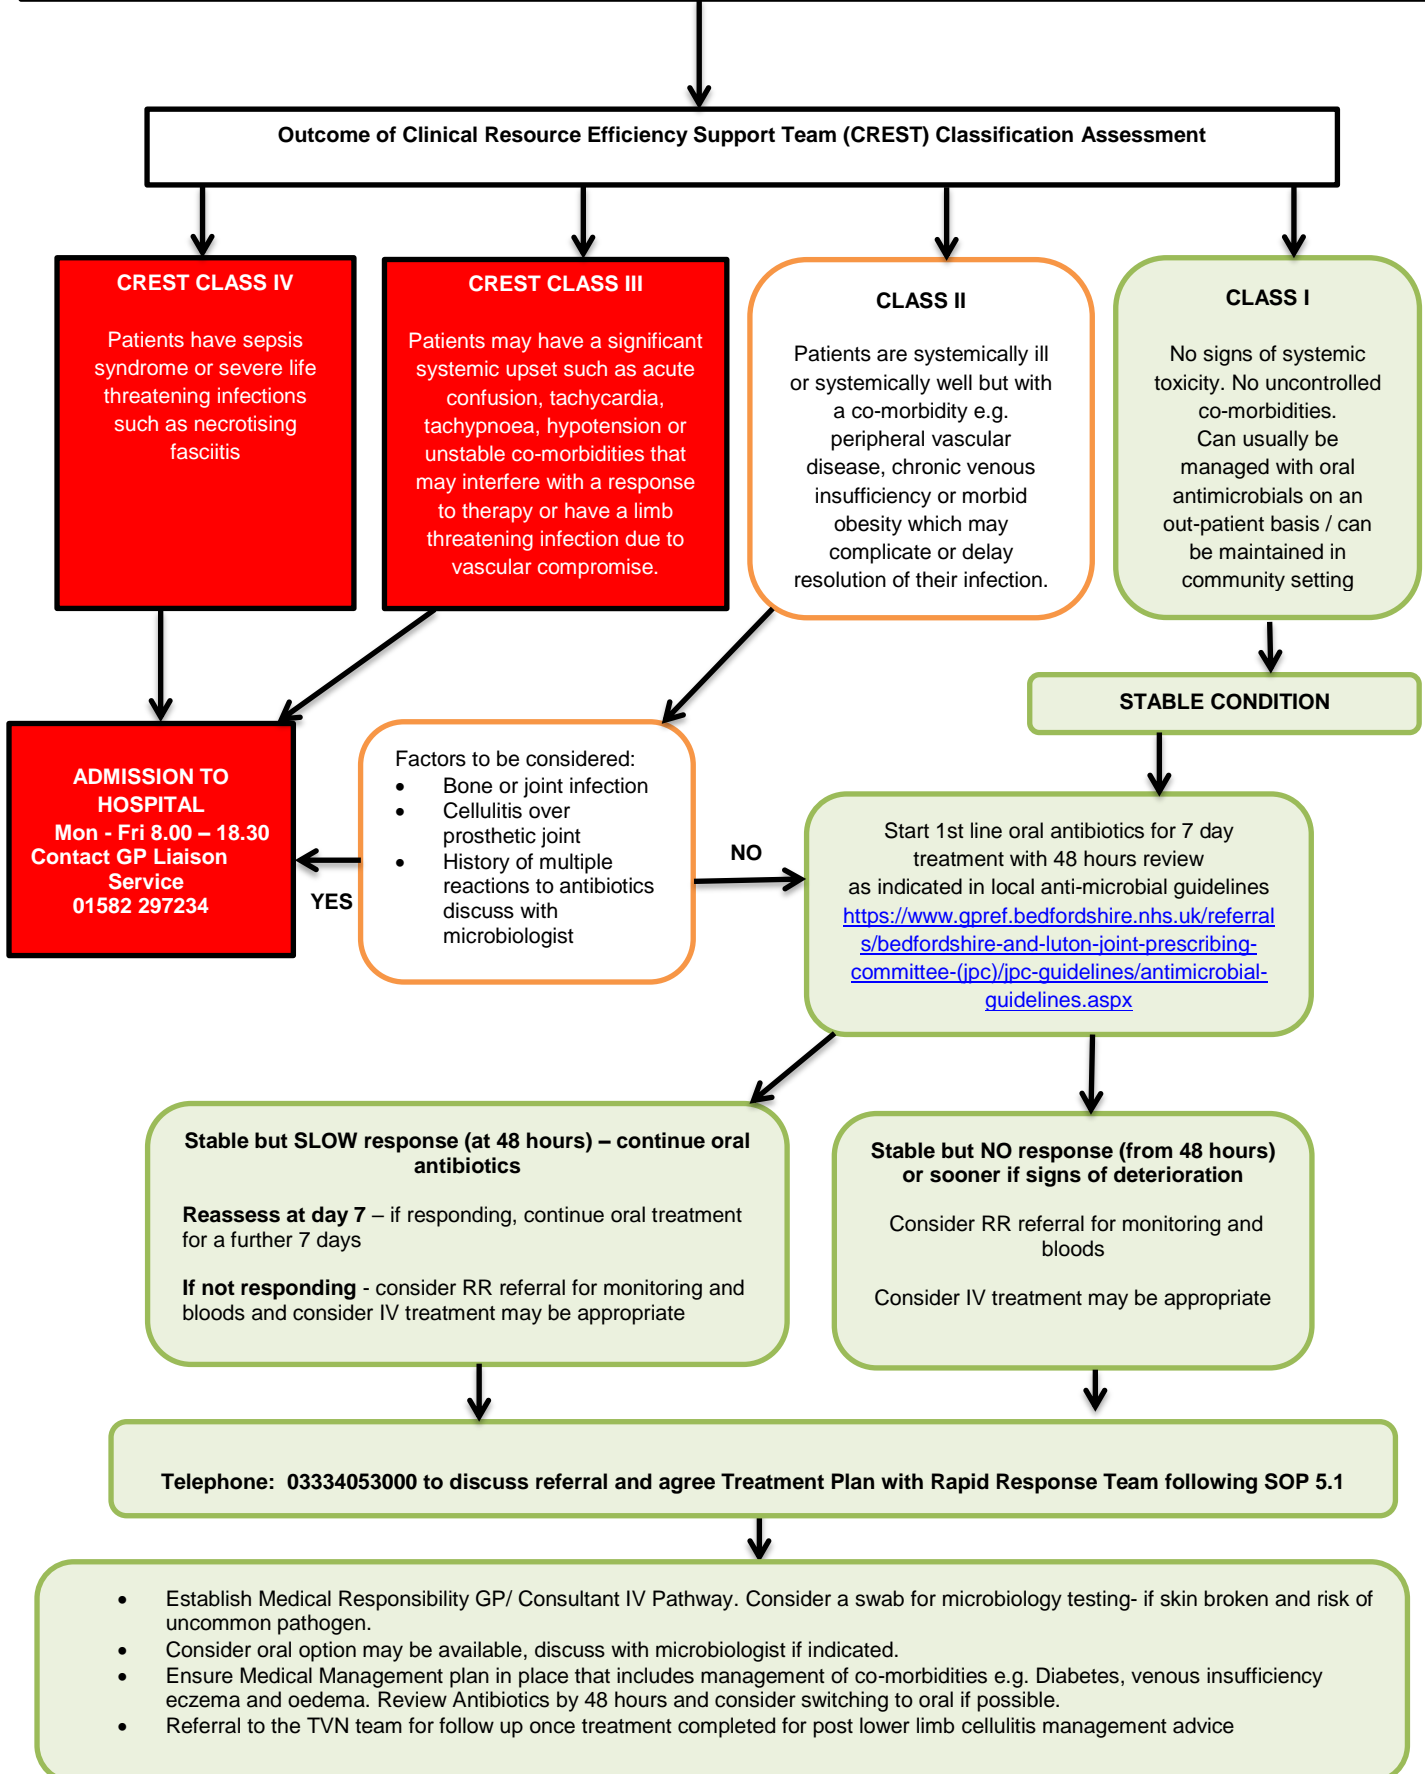 Outcome of Clinical Resource Efficiency Support Team (CREST) Classification Assessment
CREST CLASS IV
Patients have sepsis
syndrome or severe life
threatening infections
such as necrotising
fasciitis
CREST CLASS III
Patients may have a significant
systemic upset such as acute
confusion, tachycardia,
tachypnoea, hypotension or
unstable co-morbidities that
may interfere with a response
to therapy or have a limb
threatening infection due to
vascular compromise.
CLASS II
Patients are systemically ill
or systemically well but with
a co-morbidity e.g.
peripheral vascular
disease, chronic venous
insufficiency or morbid
obesity which may
complicate or delay
resolution of their infection.
CLASS I
No signs of systemic
toxicity. No uncontrolled
co-morbidities.
Can usually be
managed with oral
antimicrobials on an
out-patient basis / can
be maintained in
community setting
STABLE CONDITION
ADMISSION TO
HOSPITAL
Mon - Fri 8.00 – 18.30
Contact GP Liaison
Service
01582 297234
YES
Factors to be considered:
• Bone or joint infection
• Cellulitis over
prosthetic joint
• History of multiple
reactions to antibiotics
discuss with
microbiologist
NO
Start 1st line oral antibiotics for 7 day
treatment with 48 hours review
as indicated in local anti-microbial guidelines
https://www.gpref.bedfordshire.nhs.uk/referral
s/bedfordshire-and-luton-joint-prescribing-
committee-(jpc)/jpc-guidelines/antimicrobial-
guidelines.aspx
Stable but SLOW response (at 48 hours) – continue oral
antibiotics
Reassess at day 7 – if responding, continue oral treatment
for a further 7 days
If not responding - consider RR referral for monitoring and
bloods and consider IV treatment may be appropriate
Stable but NO response (from 48 hours)
or sooner if signs of deterioration
Consider RR referral for monitoring and
bloods
Consider IV treatment may be appropriate
Telephone:  03334053000 to discuss referral and agree Treatment Plan with Rapid Response Team following SOP 5.1
• Establish Medical Responsibility GP/ Consultant IV Pathway. Consider a swab for microbiology testing- if skin broken and risk of
uncommon pathogen.
• Consider oral option may be available, discuss with microbiologist if indicated.
• Ensure Medical Management plan in place that includes management of co-morbidities e.g. Diabetes, venous insufficiency
eczema and oedema. Review Antibiotics by 48 hours and consider switching to oral if possible.
• Referral to the TVN team for follow up once treatment completed for post lower limb cellulitis management advice